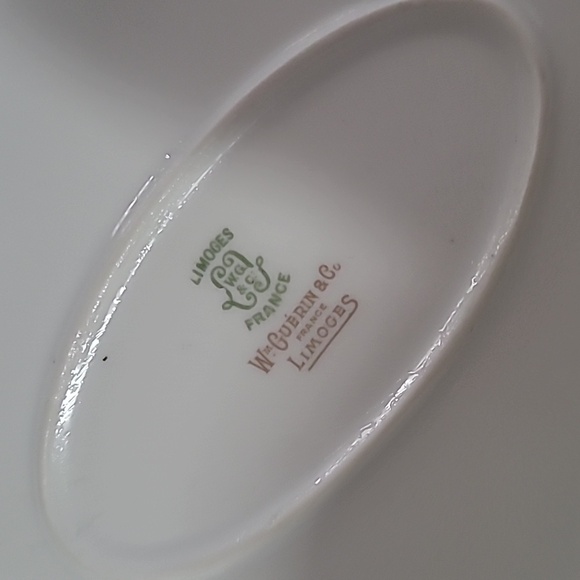 LIMOGES
W.G.
& Cº
FRANCE
Wᵐ GUÉRIN & Cº
FRANCE
LIMOGES